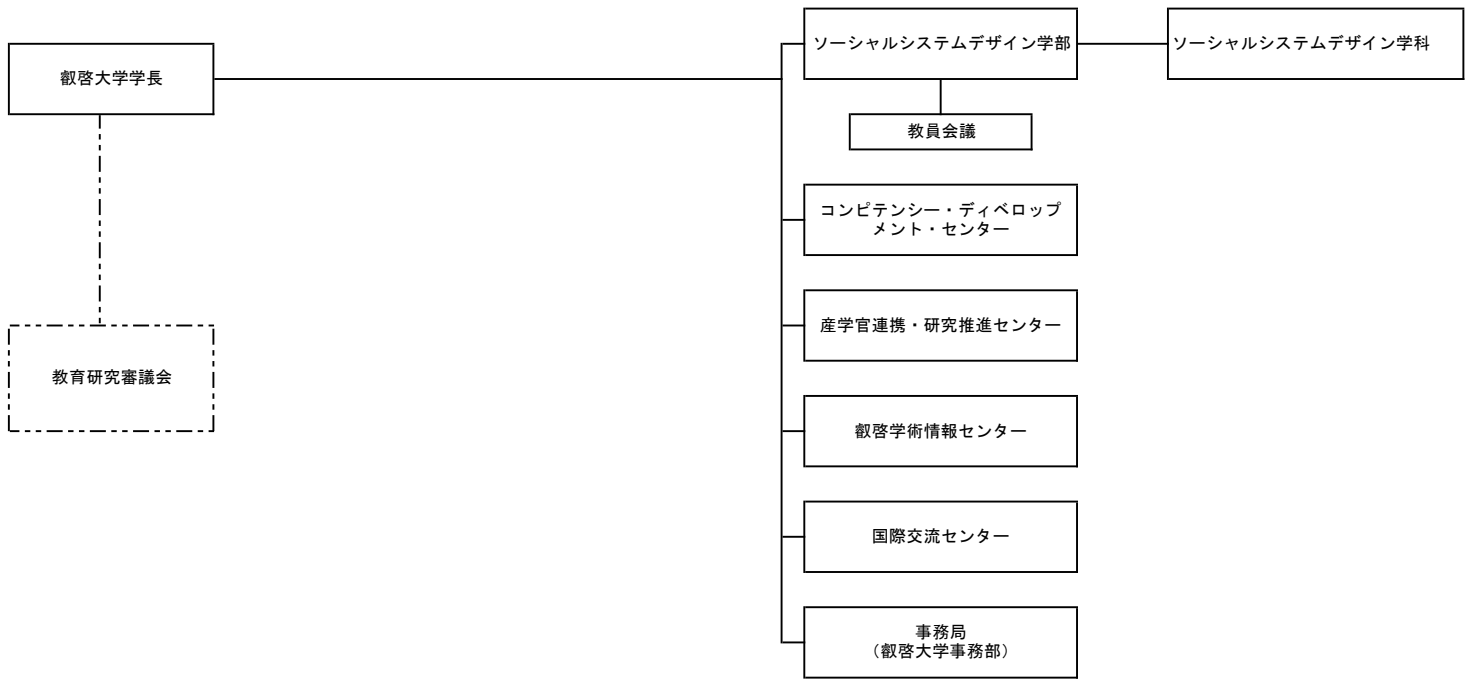 叡啓大学学長
ソーシャルシステムデザイン学部
ソーシャルシステムデザイン学科
教員会議
コンピテンシー・ディベロップ
メント・センター
産学官連携・研究推進センター
教育研究審議会
叡啓学術情報センター
国際交流センター
事務局
（叡啓大学事務部）